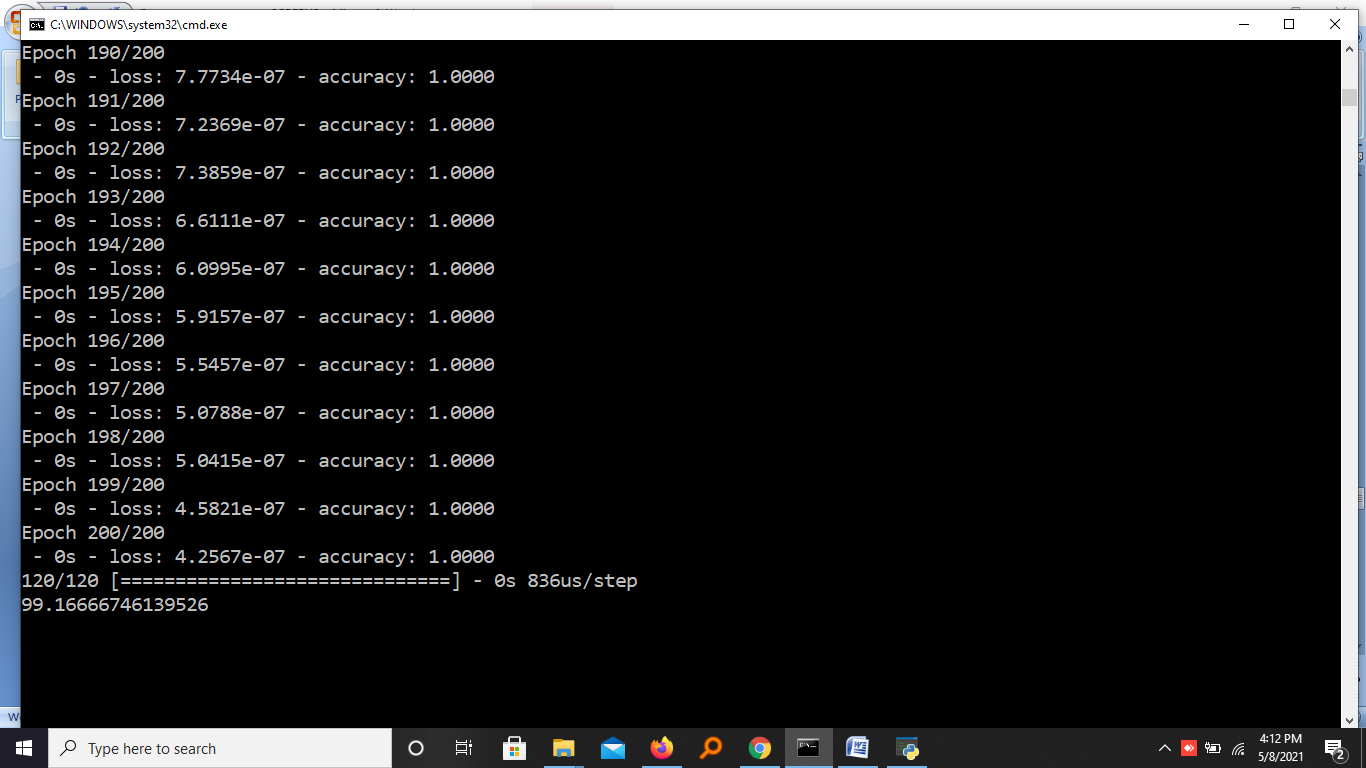 C:\WINDOWS\system32\cmd.exe
Epoch 190/200
- 0s - loss: 7.7734e-07 - accuracy: 1.0000
Epoch 191/200
- 0s - loss: 7.2369e-07 - accuracy: 1.0000
Epoch 192/200
- 0s - loss: 7.3859e-07 - accuracy: 1.0000
Epoch 193/200
- 0s - loss: 6.6111e-07 - accuracy: 1.0000
Epoch 194/200
- 0s - loss: 6.0995e-07 - accuracy: 1.0000
Epoch 195/200
- 0s - loss: 5.9157e-07 - accuracy: 1.0000
Epoch 196/200
- 0s - loss: 5.5457e-07 - accuracy: 1.0000
Epoch 197/200
- 0s - loss: 5.0788e-07 - accuracy: 1.0000
Epoch 198/200
- 0s - loss: 5.0415e-07 - accuracy: 1.0000
Epoch 199/200
- 0s - loss: 4.5821e-07 - accuracy: 1.0000
Epoch 200/200
- 0s - loss: 4.2567e-07 - accuracy: 1.0000
120/120 [==============================] - 0s 836us/step
99.16666746139526
Type here to search
4:12 PM
5/8/2021
2